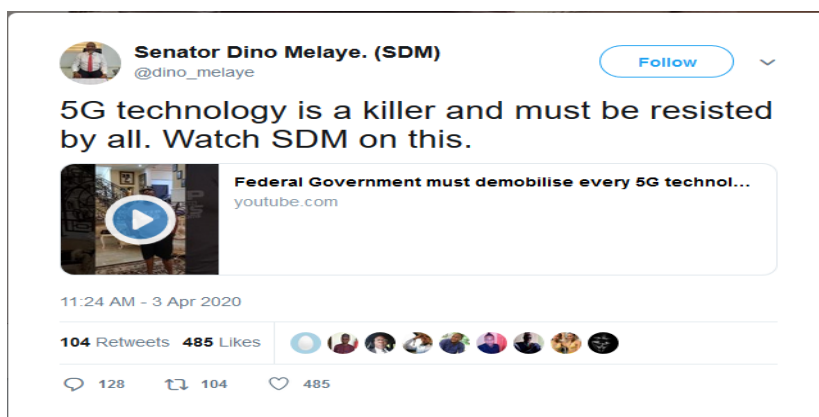 Senator Dino Melaye. (SDM)
@dino_melaye
Follow
5G technology is a killer and must be resisted
by all. Watch SDM on this.
Federal Government must demobilise every 5G technol...
youtube.com
11:24 AM - 3 Apr 2020
104 Retweets 485 Likes
128 104 485